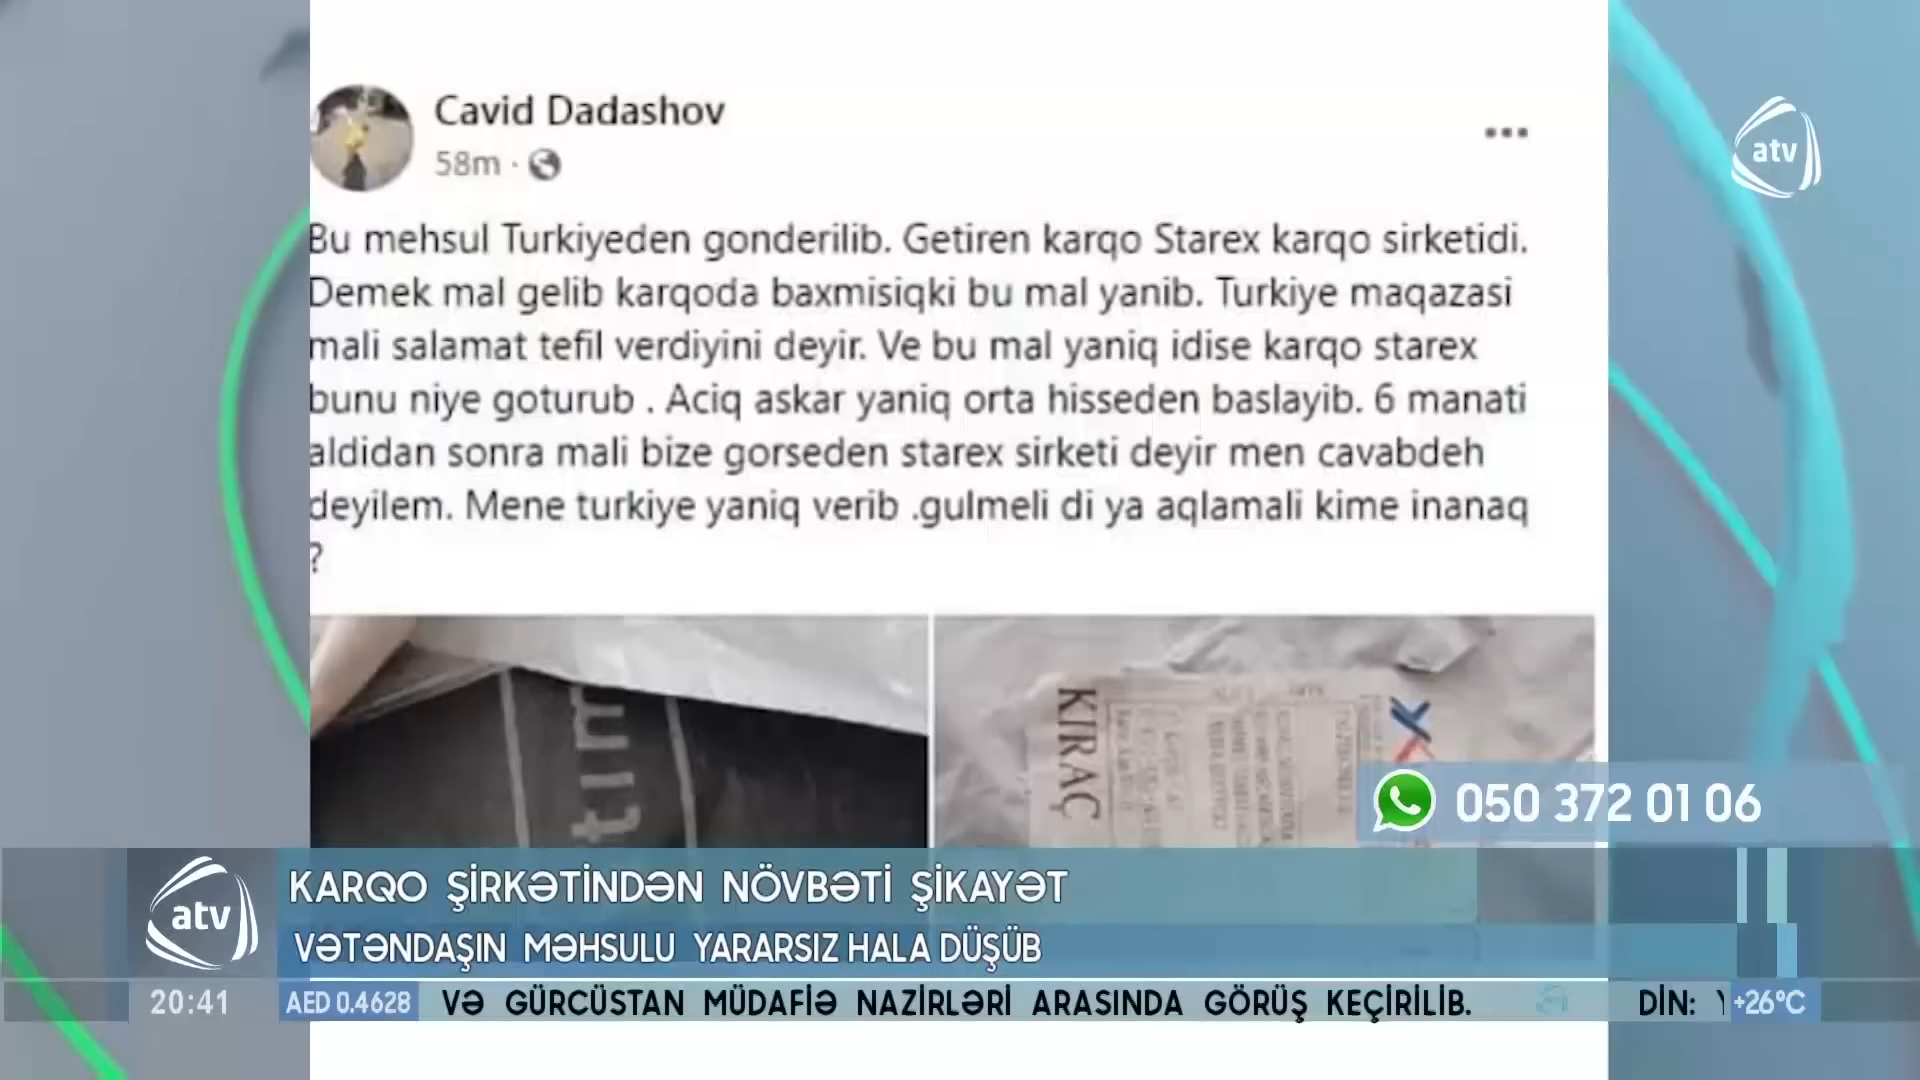 Cavid Dadashov
58m
atv
Bu mehsul Turkiyeden gonderilib. Getiren karqo Starex karqo sirketidi.
Demek mal gelib karqoda baxmisiqki bu mal yanib. Turkiye maqazasi
mali salamat tefil verdiyini deyir. Ve bu mal yaniq idise karqo starex
bunu niye goturub . Aciq askar yaniq orta hisseden baslayib. 6 manati
aldidan sonra mali bize gorseden starex sirketi deyir men cavabdeh
deyilem. Mene turkiye yaniq verib .gulmeli di ya aqlamali kime inanaq
?
tım
KIRAÇ
050 372 01 06
atv
KARQO ŞİRKƏTİNDƏN NÖVBƏTİ ŞİKAYƏT
VƏTƏNDAŞIN MƏHSULU YARARSIZ HALA DÜŞÜB
20:41 AED 0.4628 VƏ GÜRCÜSTAN MÜDAFİƏ NAZİRLƏRİ ARASINDA GÖRÜŞ KEÇİRİLİB. DİN: +26°C